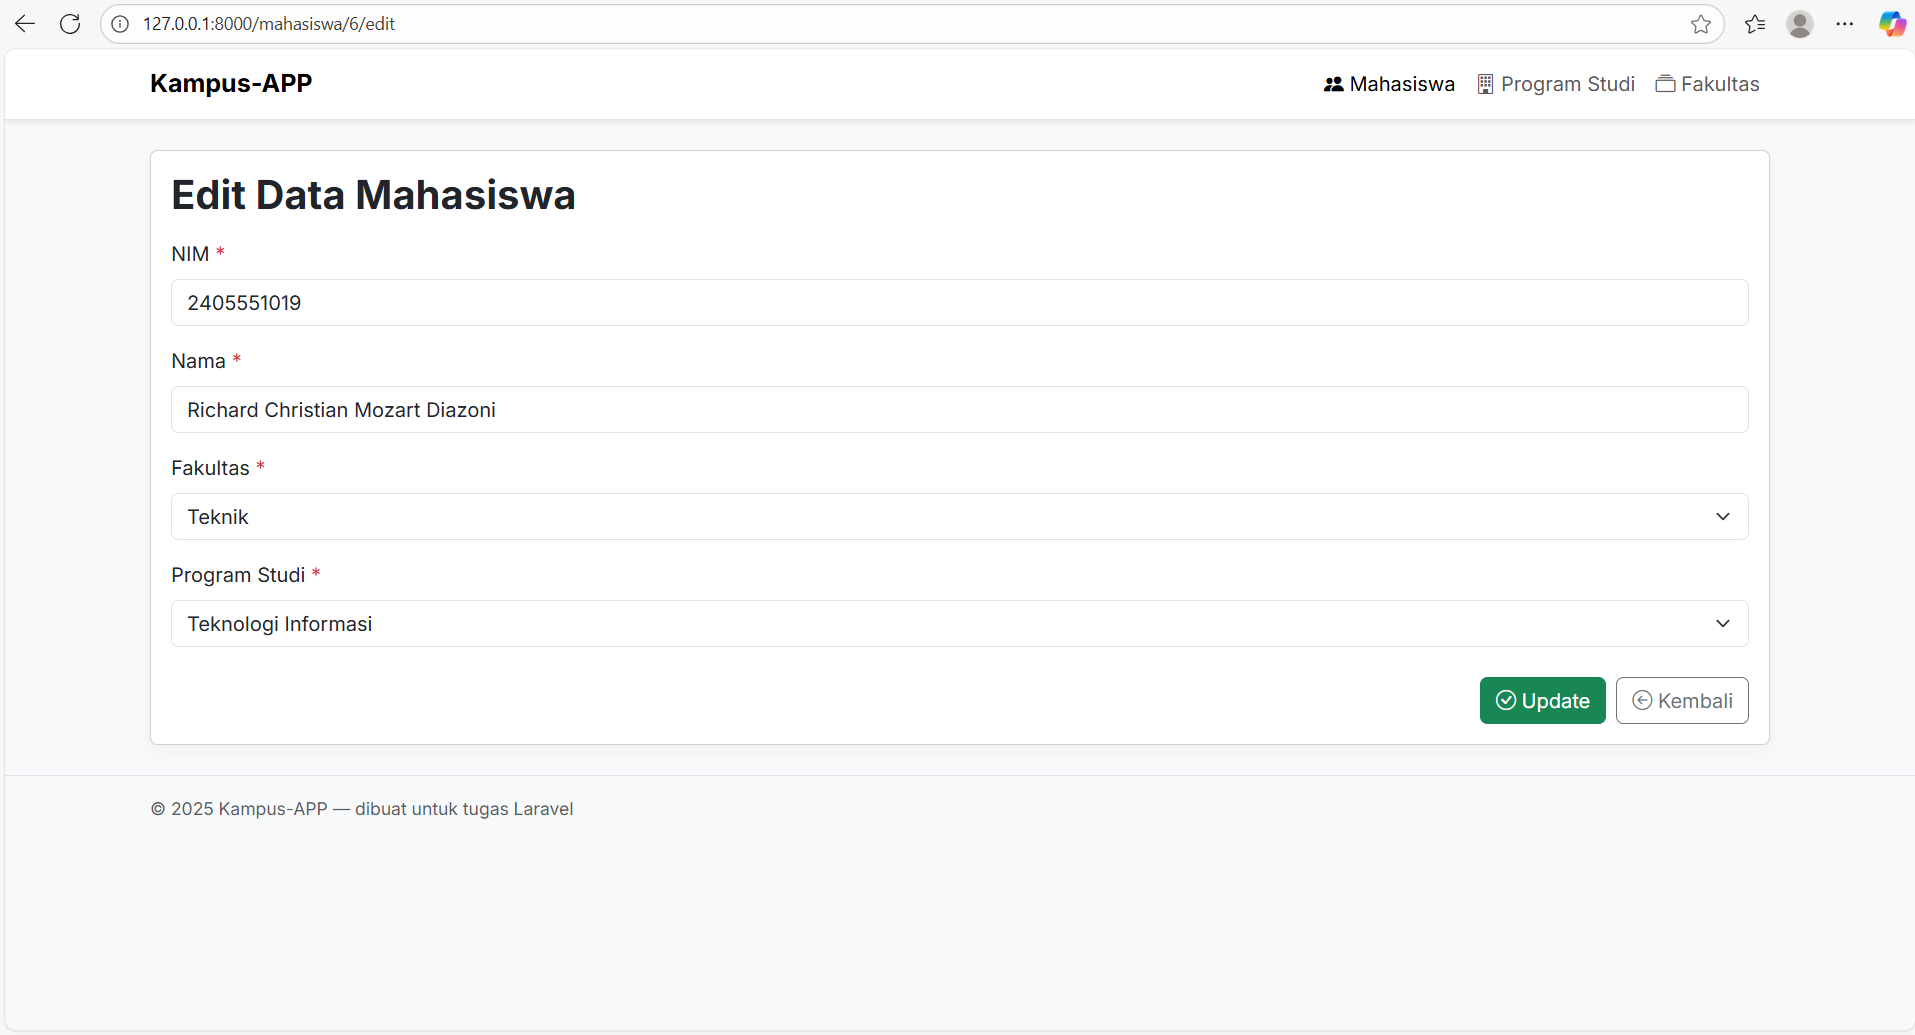 127.0.0.1:8000/mahasiswa/6/edit
Kampus-APP
Mahasiswa Program Studi Fakultas
Edit Data Mahasiswa
NIM *
2405551019
Nama *
Richard Christian Mozart Diazoni
Fakultas *
Teknik
Program Studi *
Teknologi Informasi
Update Kembali
© 2025 Kampus-APP — dibuat untuk tugas Laravel